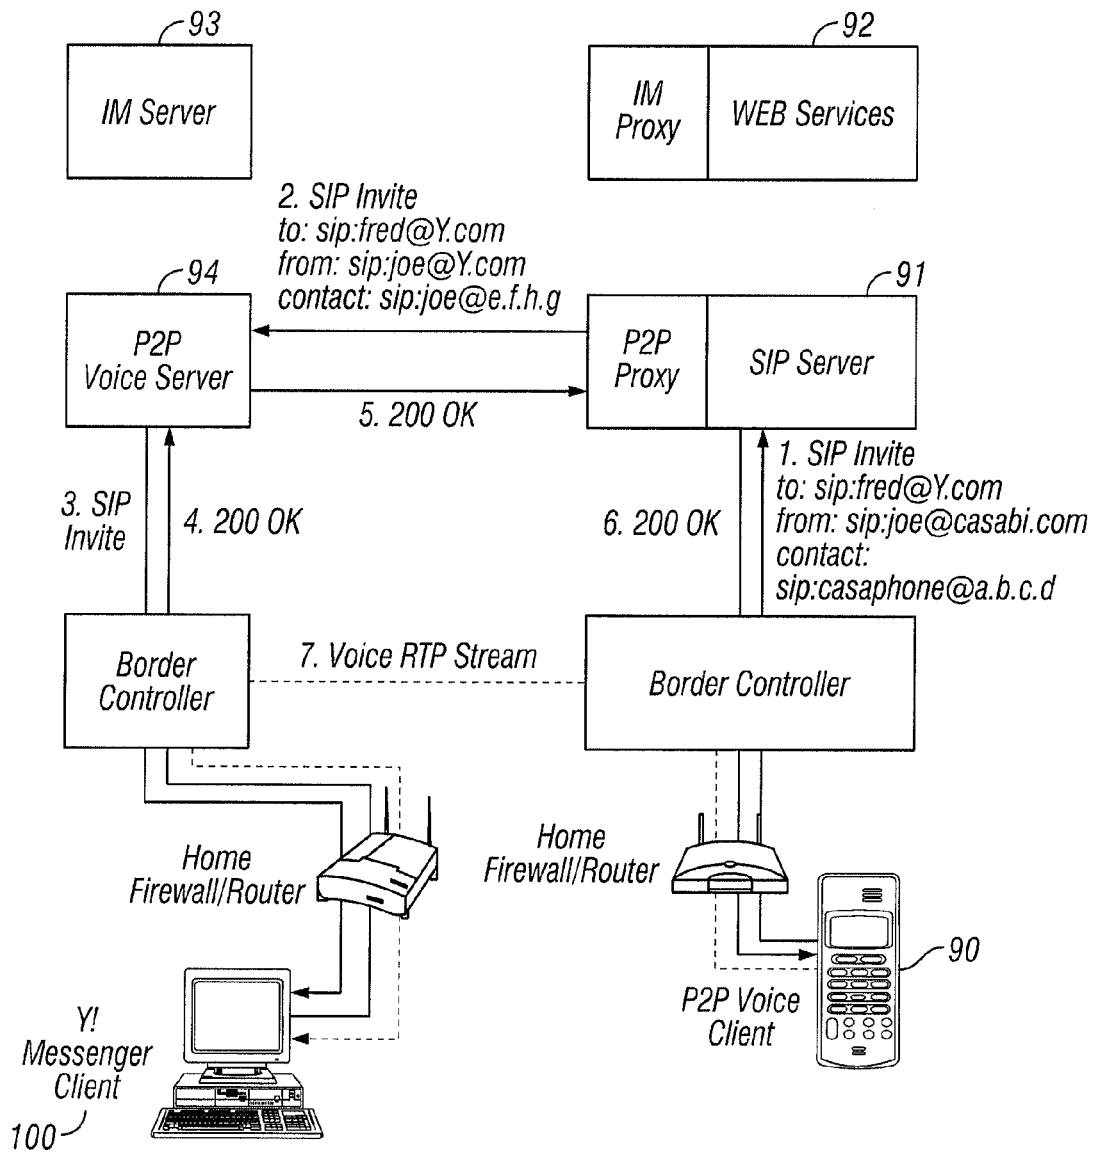 93
IM Server
92
IM
Proxy
WEB Services
2. SIP Invite
to: sip:fred@Y.com
from: sip:joe@Y.com
contact: sip:joe@e.f.h.g
94
P2P
Voice Server
91
P2P
Proxy
SIP Server
5. 200 OK
3. SIP
Invite
4. 200 OK
6. 200 OK
1. SIP Invite
to: sip:fred@Y.com
from: sip:joe@casabi.com
contact:
sip:casaphone@a.b.c.d
Border
Controller
7. Voice RTP Stream
Border Controller
Home
Firewall/Router
Home
Firewall/Router
90
P2P Voice
Client
Y!
Messenger
Client
100